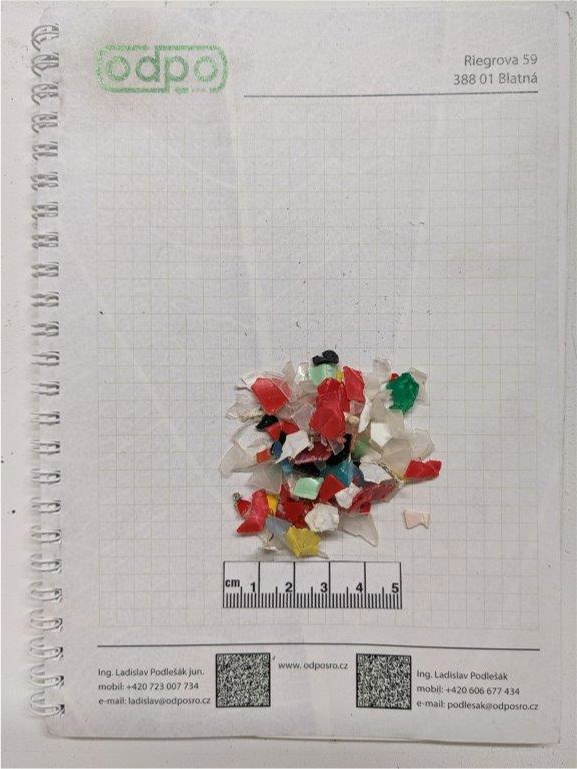 odpo
Riegrova 59
388 01 Blatná
cm 1 2 3 4 5
Ing. Ladislav Podlešák jun.
mobil: +420 723 007 734
e-mail: ladislav@odposro.cz
www. odposro.cz
Ing. Ladislav Podlešák
mobil: +420 606 677 434
e-mail: podlesak@odposro.cz